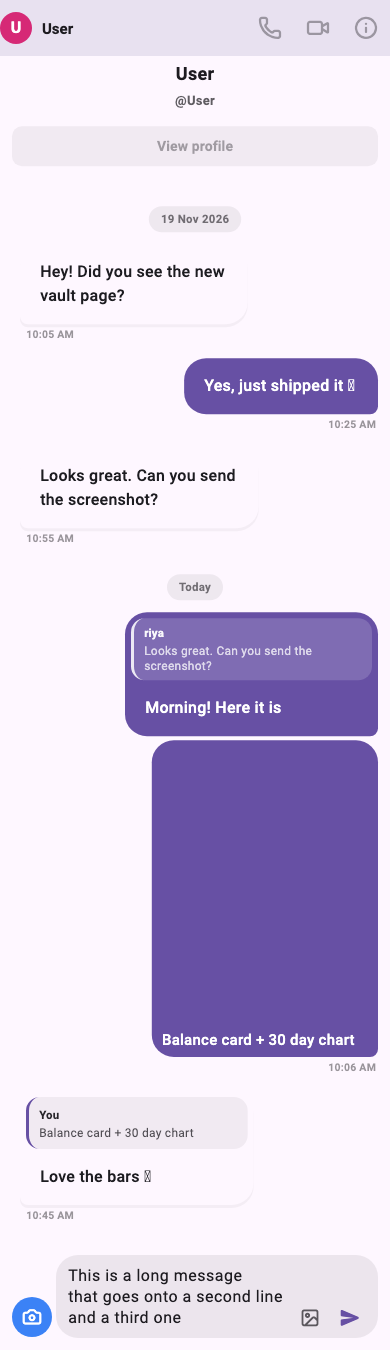 U
User
User
@User
View profile
19 Nov 2026
Hey! Did you see the new
vault page?
10:05 AM
Yes, just shipped it
10:25 AM
Looks great. Can you send
the screenshot?
10:55 AM
Today
riya
Looks great. Can you send the
screenshot?
Morning! Here it is
Balance card + 30 day chart
10:06 AM
You
Balance card + 30 day chart
Love the bars
10:45 AM
This is a long message
that goes onto a second line
and a third one